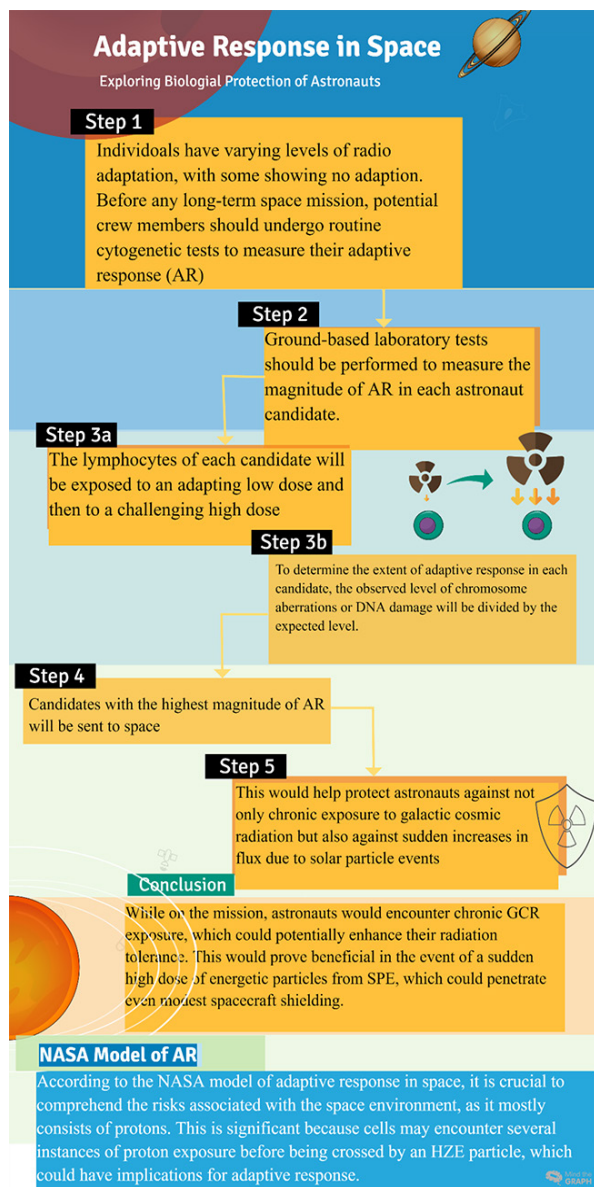 Adaptive Response in Space
Exploring Biologial Protection of Astronauts
Step 1
Individoals have varying levels of radio
adaptation, with some showing no adaption.
Before any long-term space mission, potential
crew members should undergo routine
cytogenetic tests to measure their adaptive
response (AR)
Step 2
Ground-based laboratory tests
should be performed to measure the
magnitude of AR in each astronaut
candidate.
Step 3a
The lymphocytes of each candidate will
be exposed to an adapting low dose and
then to a challenging high dose
Step 3b
To determine the extent of adaptive response in each
candidate, the observed level of chromosome
aberrations or DNA damage will be divided by the
expected level.
Step 4
Candidates with the highest magnitude of AR
will be sent to space
Step 5
This would help protect astronauts against not
only chronic exposure to galactic cosmic
radiation but also against sudden increases in
flux due to solar particle events
Conclusion
While on the mission, astronauts would encounter chronic GCR
exposure, which could potentially enhance their radiation
tolerance. This would prove beneficial in the event of a sudden
high dose of energetic particles from SPE, which could penetrate
even modest spacecraft shielding.
NASA Model of AR
According to the NASA model of adaptive response in space, it is crucial to
comprehend the risks associated with the space environment, as it mostly
consists of protons. This is significant because cells may encounter several
instances of proton exposure before being crossed by an HZE particle, which
could have implications for adaptive response.
Mind the
GRAPH